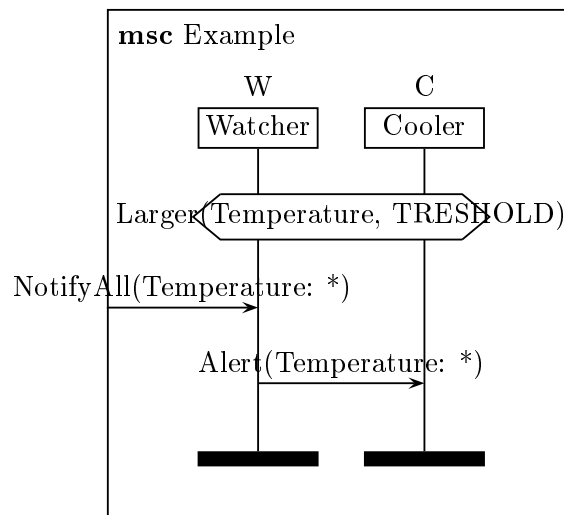 msc Example
W C
Watcher Cooler
Larger(Temperature, TRESHOLD)
NotifyAll(Temperature: *)
Alert(Temperature: *)